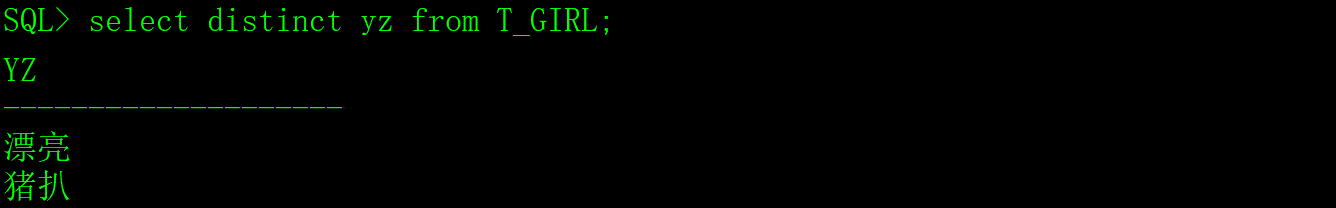 SQL> select distinct yz from T_GIRL;
YZ
--------------------
漂亮
猪扒